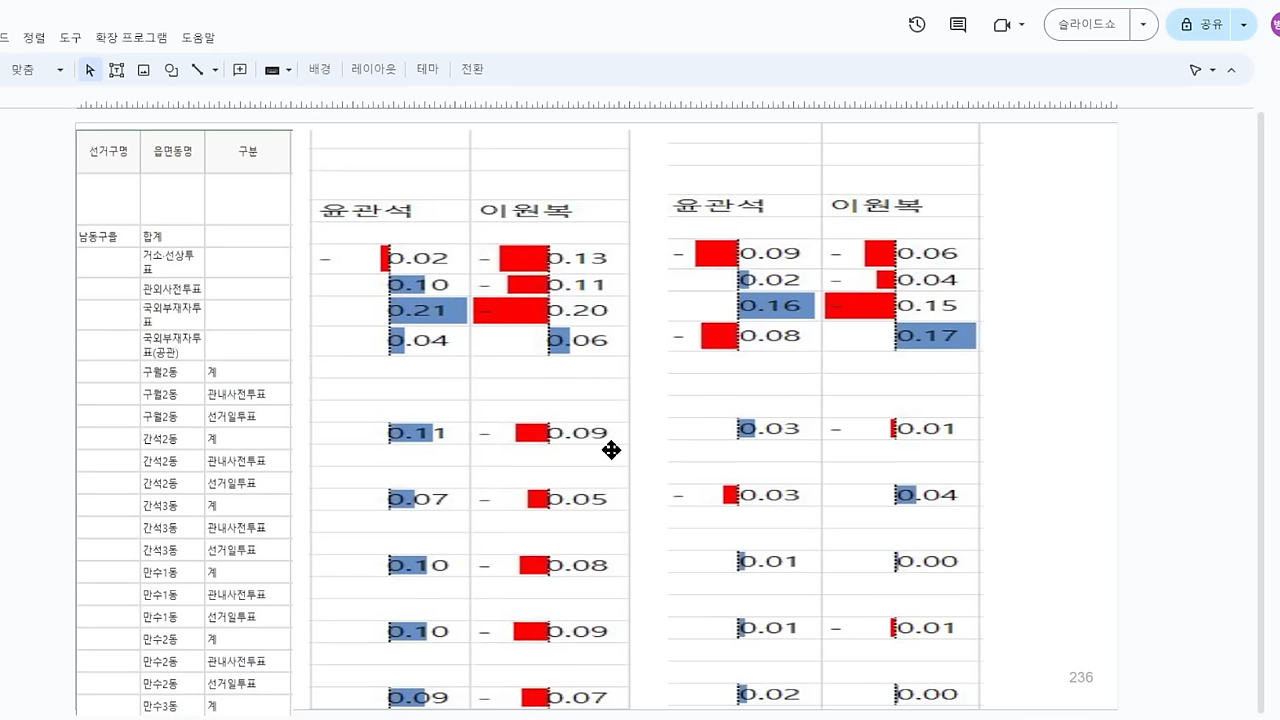 드 정렬 도구 확장 프로그램 도움말
슬라이드쇼
공유
맞춤
배경 레이아웃 테마 전환
선거구명 읍면동명 구분
윤관석 이원복 윤관석 이원복
남동구을 합계
거소·선상투표 - 0.02 - 0.13 - 0.09 - 0.06
관외사전투표 0.10 - 0.11 0.02 - 0.04
국외부재자투표 0.21 - 0.20 0.16 - 0.15
국외부재자투표(공관) 0.04 0.06 - 0.08 0.17
구월2동 계
구월2동 관내사전투표
구월2동 선거일투표 0.11 - 0.09 0.03 - 0.01
간석2동 계
간석2동 관내사전투표
간석2동 선거일투표 0.07 - 0.05 - 0.03 0.04
간석3동 계
간석3동 관내사전투표
간석3동 선거일투표 0.10 - 0.08 0.01 0.00
만수1동 계
만수1동 관내사전투표
만수1동 선거일투표 0.10 - 0.09 0.01 - 0.01
만수2동 계
만수2동 관내사전투표
만수2동 선거일투표
만수3동 계 0.09 - 0.07 0.02 0.00
236